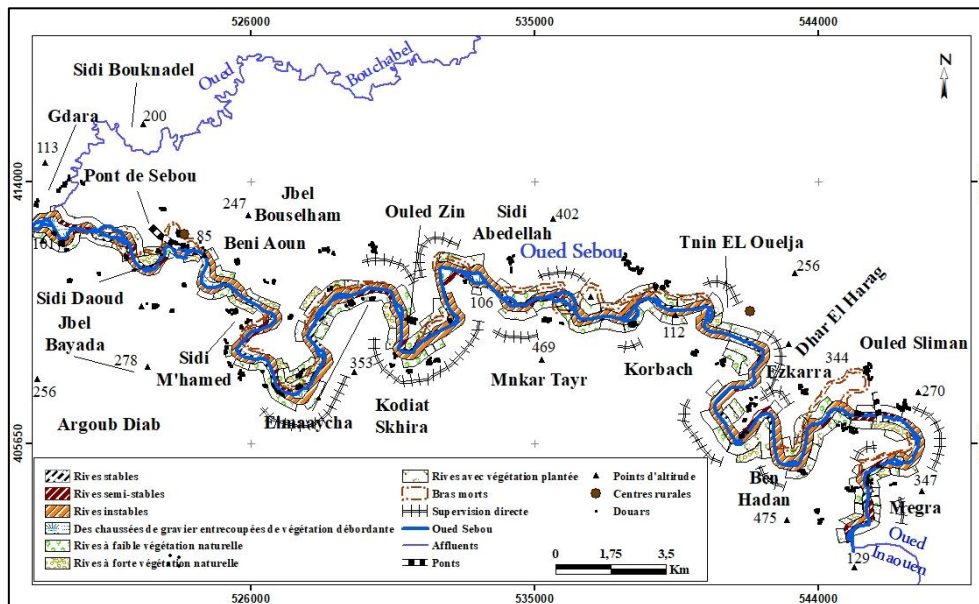 526000 535000 544000
Sidi Bouknadel
Oued
Bouchabel
N
Gdara
200
113
414000
414000
Pont de Sebou
247
Jbel
Bouselham
Ouled Zin
Sidi
Abedellah
402
Oued Sebou
Tnin EL Ouelja
85
Beni Aoun
101
256
Sidi Daoud
106
Dhar El Harag
Jbel
Bayada
112
Ouled Sliman
469
344
Sidi
M'hamed
278
353
Mnkar Tayr
Korbach
Ezkarra
256
270
Elmaaycha
Kodiat
Skhira
Argoub Diab
405650
405650
Ben
Hadan
347
Megra
475
Oued
Inaouen
129
Rives stables
Rives semi-stables
Rives instables
Des chaussées de gravier entrecoupées de végétation débordante
Rives à faible végétation naturelle
Rives à forte végétation naturelle
Rives avec végétation plantée
Bras morts
Supervision directe
Oued Sebou
Affluents
Ponts
Points d'altitude
Centres rurales
Douars
0 1,75 3,5
Km
526000 535000 544000